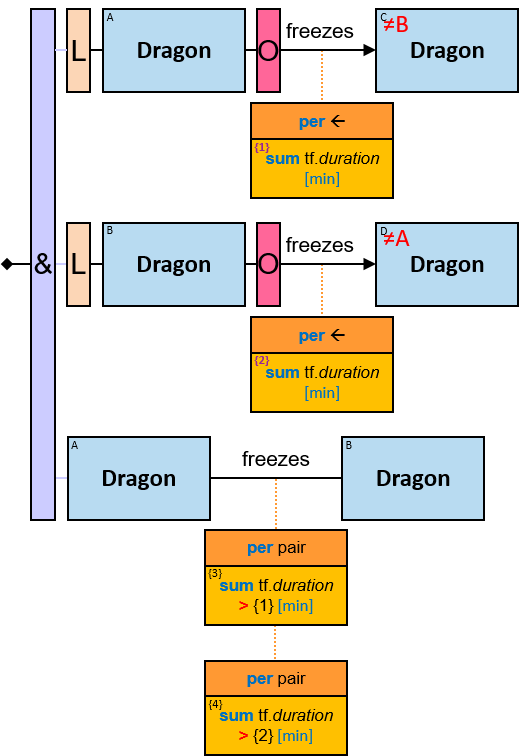 A
Dragon
L
O
freezes
C
≠B
Dragon
per ←
{1}
sum tf.duration
[min]
&
L
B
Dragon
O
freezes
D
≠A
Dragon
per ←
{2}
sum tf.duration
[min]
A
Dragon
freezes
B
Dragon
per pair
{3}
sum tf.duration
> {1} [min]
per pair
{4}
sum tf.duration
> {2} [min]